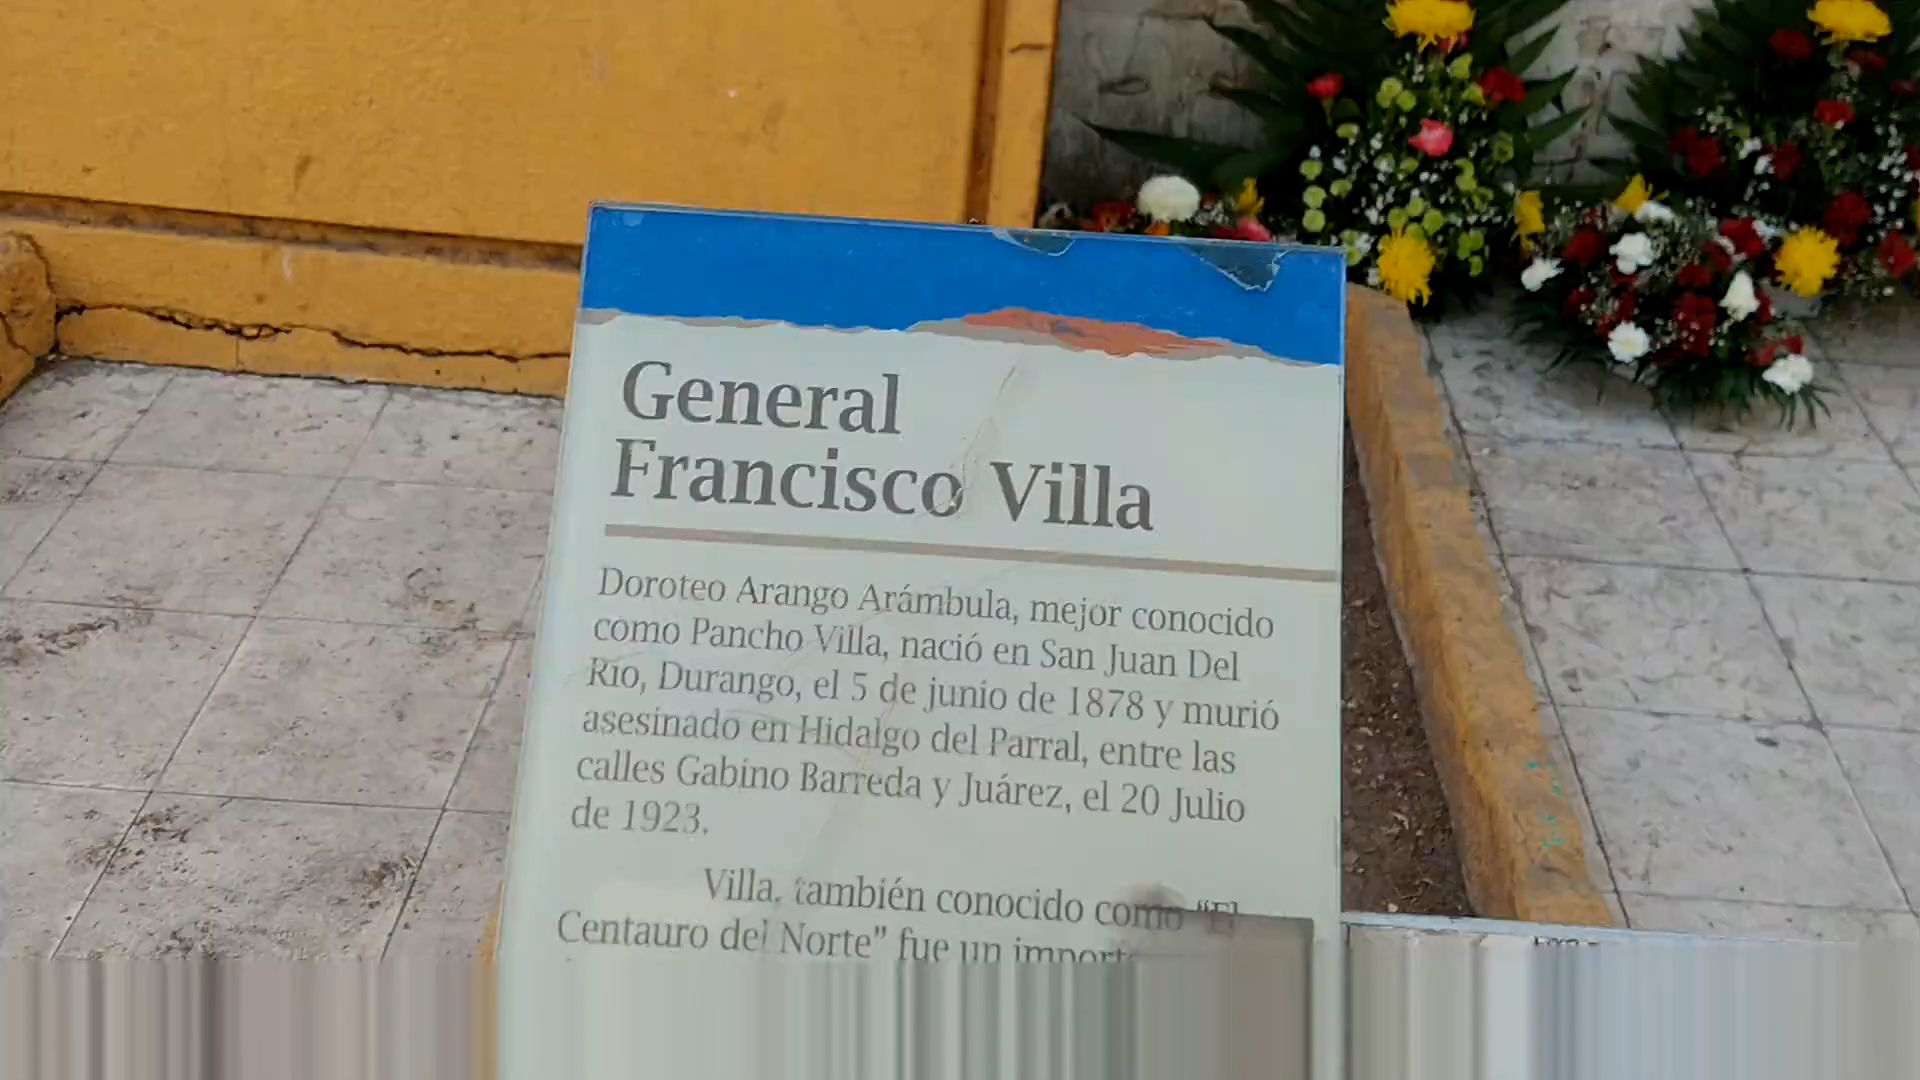 General
Francisco Villa
Doroteo Arango Arámbula, mejor conocido
como Pancho Villa, nació en San Juan Del
Río, Durango, el 5 de junio de 1878 y murió
asesinado en Hidalgo del Parral, entre las
calles Gabino Barreda y Juárez, el 20 Julio
de 1923.
Villa, también conocido como “El
Centauro del Norte” fue un